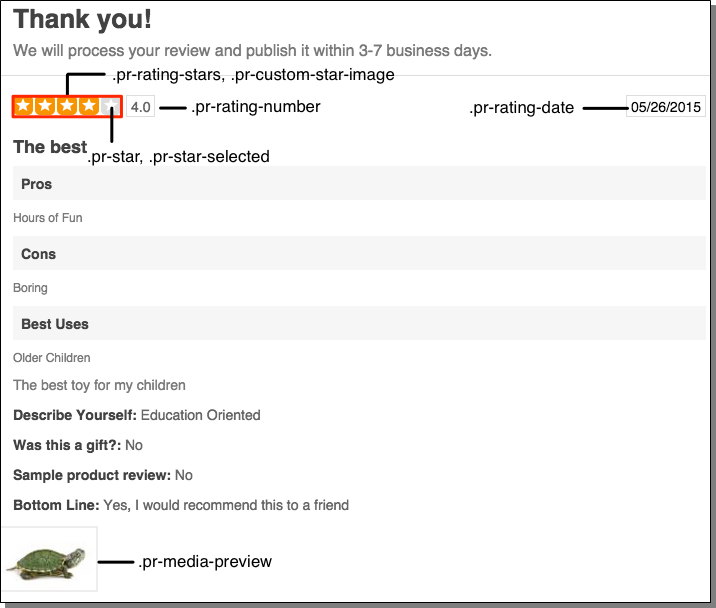 Thank you!
We will process your review and publish it within 3-7 business days.
.pr-rating-stars, .pr-custom-star-image
4.0 .pr-rating-number .pr-rating-date 05/26/2015
The best
.pr-star, .pr-star-selected
Pros
Hours of Fun
Cons
Boring
Best Uses
Older Children
The best toy for my children
Describe Yourself: Education Oriented
Was this a gift?: No
Sample product review: No
Bottom Line: Yes, I would recommend this to a friend
.pr-media-preview